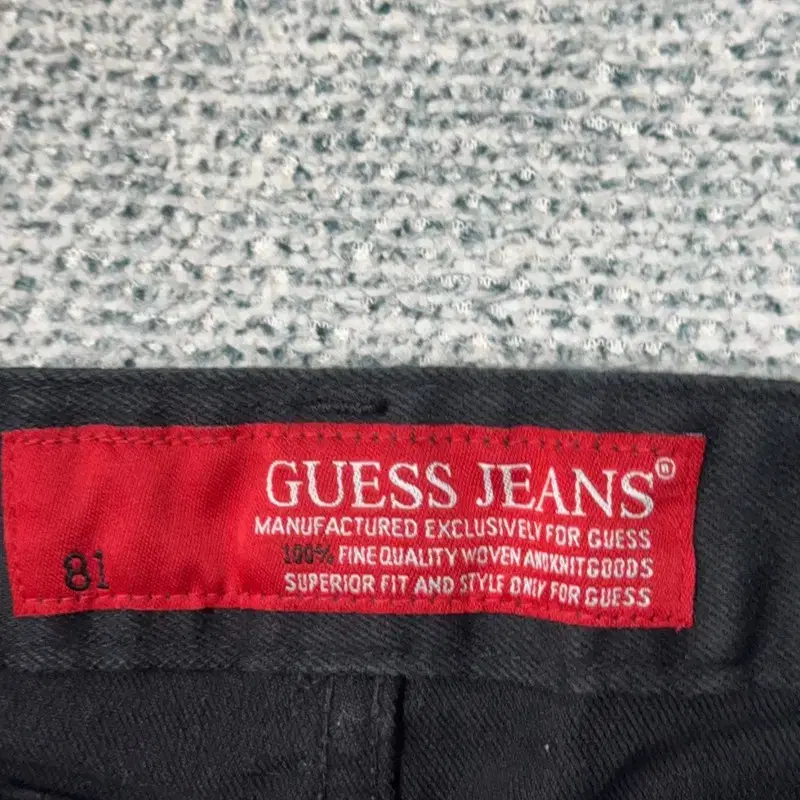 GUESS JEANS®
MANUFACTURED EXCLUSIVELY FOR GUESS
100% FINE QUALITY WOVEN AND KNIT GOODS
SUPERIOR FIT AND STYLE ONLY FOR GUESS
81